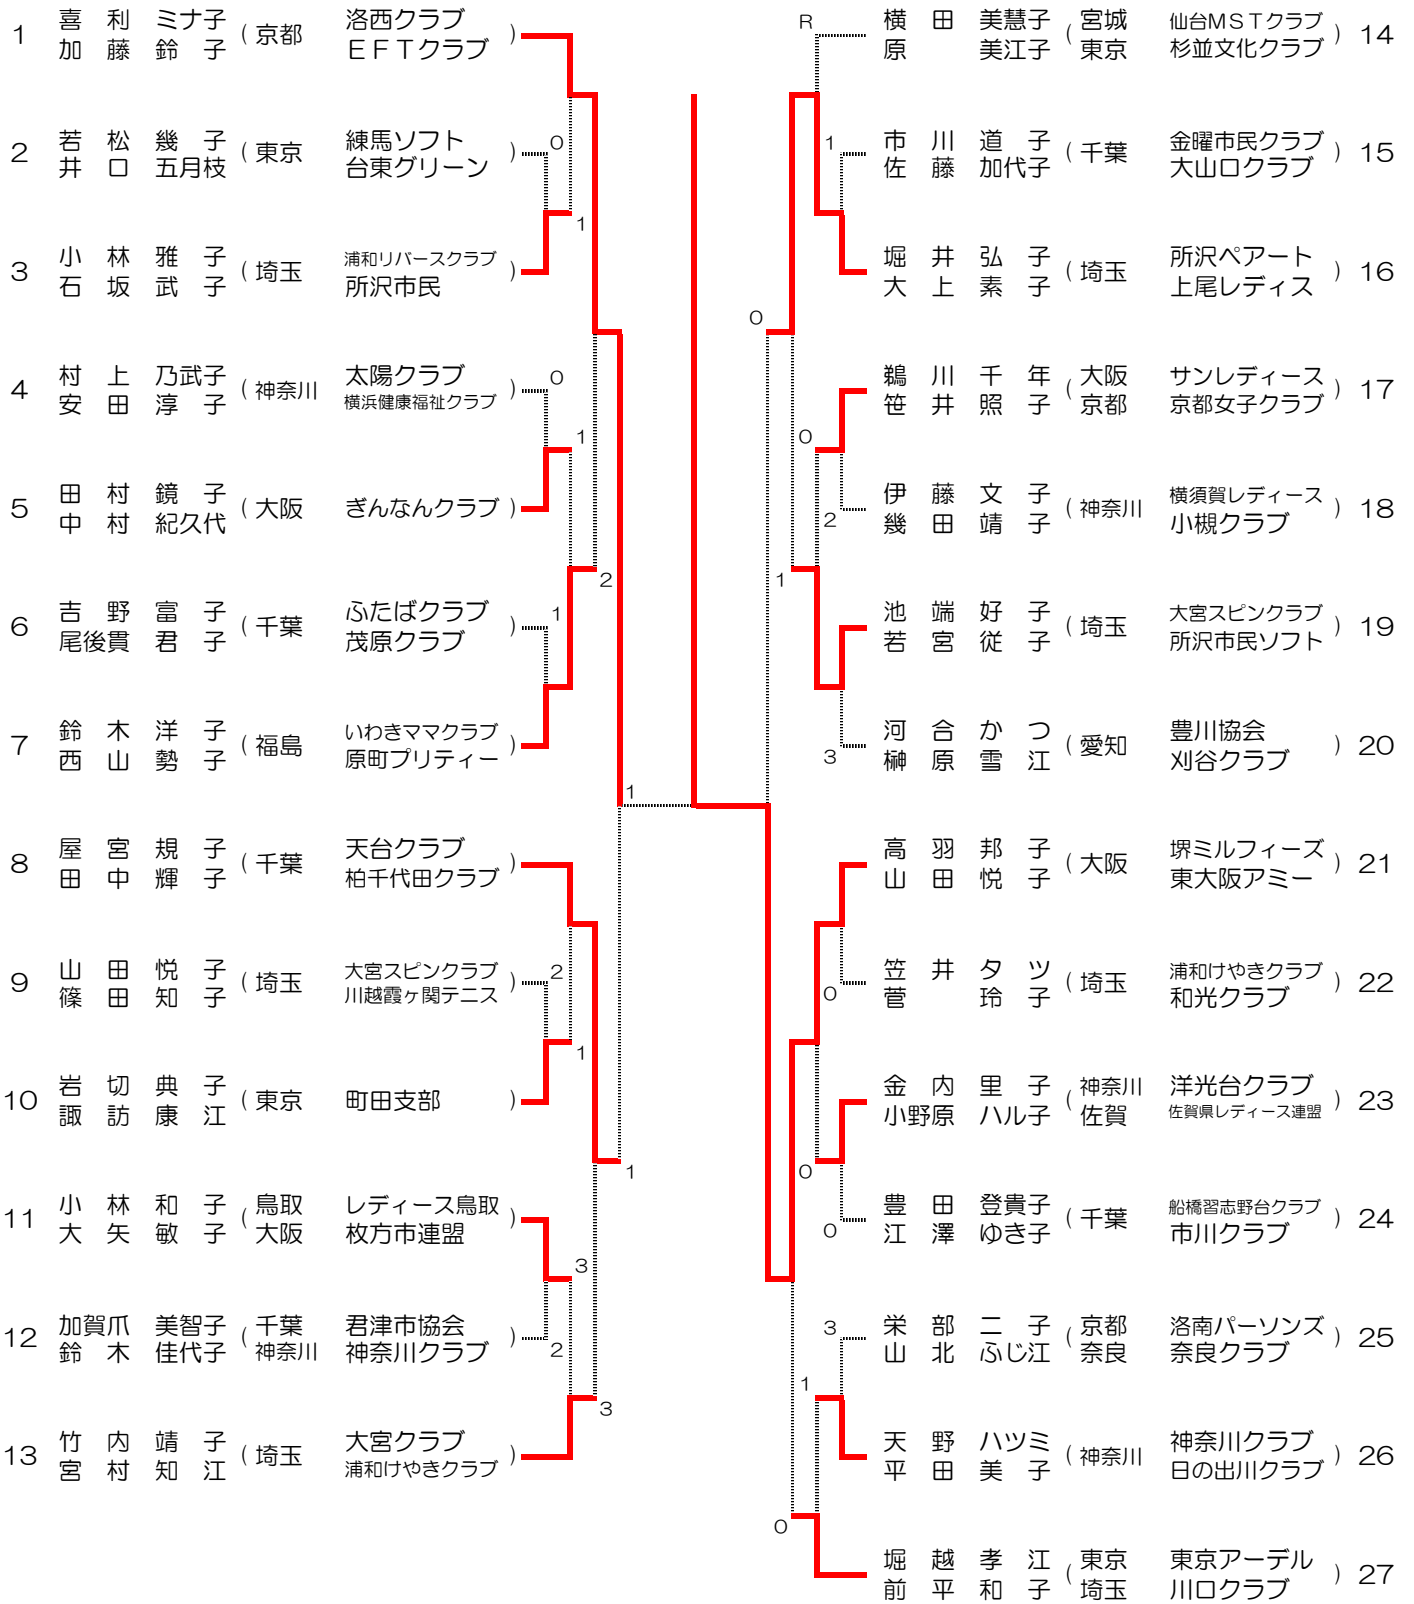 1 喜 利 ミナ子 ( 京都 洛西クラブ )
加 藤 鈴 子 EFTクラブ
2 若 松 幾 子 ( 東京 練馬ソフト ) 0
井 口 五月枝 台東グリーン
1
3 小 林 雅 子 ( 埼玉 浦和リバースクラブ )
石 坂 武 子 所沢市民
4 村 上 乃武子 ( 神奈川 太陽クラブ ) 0
安 田 淳 子 横浜健康福祉クラブ
1
5 田 村 鏡 子 ( 大阪 ぎんなんクラブ )
中 村 紀久代
2
6 吉 野 富 子 ( 千葉 ふたばクラブ ) 1
尾後貫 君 子 茂原クラブ
7 鈴 木 洋 子 ( 福島 いわきママクラブ )
西 山 勢 子 原町プリティー
1
8 屋 宮 規 子 ( 千葉 天台クラブ )
田 中 輝 子 柏千代田クラブ
9 山 田 悦 子 ( 埼玉 大宮スピンクラブ ) 2
篠 田 知 子 川越霞ヶ関テニス
1
10 岩 切 典 子 ( 東京 町田支部 )
諏 訪 康 江
1
11 小 林 和 子 ( 鳥取 レディース鳥取 )
大 矢 敏 子 大阪 枚方市連盟
3
12 加賀爪 美智子 ( 千葉 君津市協会 ) 2
鈴 木 佳代子 神奈川 神奈川クラブ
3
13 竹 内 靖 子 ( 埼玉 大宮クラブ )
宮 村 知 江 浦和けやきクラブ
R 横 田 美慧子 ( 宮城 仙台MSTクラブ ) 14
原 美江子 東京 杉並文化クラブ
1 市 川 道 子 ( 千葉 金曜市民クラブ ) 15
佐 藤 加代子 大山口クラブ
堀 井 弘 子 ( 埼玉 所沢ペアート ) 16
大 上 素 子 上尾レディス
0
鵜 川 千 年 ( 大阪 サンレディース ) 17
笹 井 照 子 京都 京都女子クラブ
0
2 伊 藤 文 子 ( 神奈川 横須賀レディース ) 18
幾 田 靖 子 小槻クラブ
1
池 端 好 子 ( 埼玉 大宮スピンクラブ ) 19
若 宮 従 子 所沢市民ソフト
3 河 合 か つ ( 愛知 豊川協会 ) 20
榊 原 雪 江 刈谷クラブ
高 羽 邦 子 ( 大阪 堺ミルフィーズ ) 21
山 田 悦 子 東大阪アミー
0 笠 井 タ ツ ( 埼玉 浦和けやきクラブ ) 22
菅 玲 子 和光クラブ
金 内 里 子 ( 神奈川 洋光台クラブ ) 23
小野原 ハル子 佐賀 佐賀県レディース連盟
0
0 豊 田 登貴子 ( 千葉 船橋習志野台クラブ ) 24
江 澤 ゆき子 市川クラブ
3 栄 部 二 子 ( 京都 洛南パーソンズ ) 25
山 北 ふじ江 奈良 奈良クラブ
1
天 野 ハツミ ( 神奈川 神奈川クラブ ) 26
平 田 美 子 日の出川クラブ
0
堀 越 孝 江 ( 東京 東京アーデル ) 27
前 平 和 子 埼玉 川口クラブ